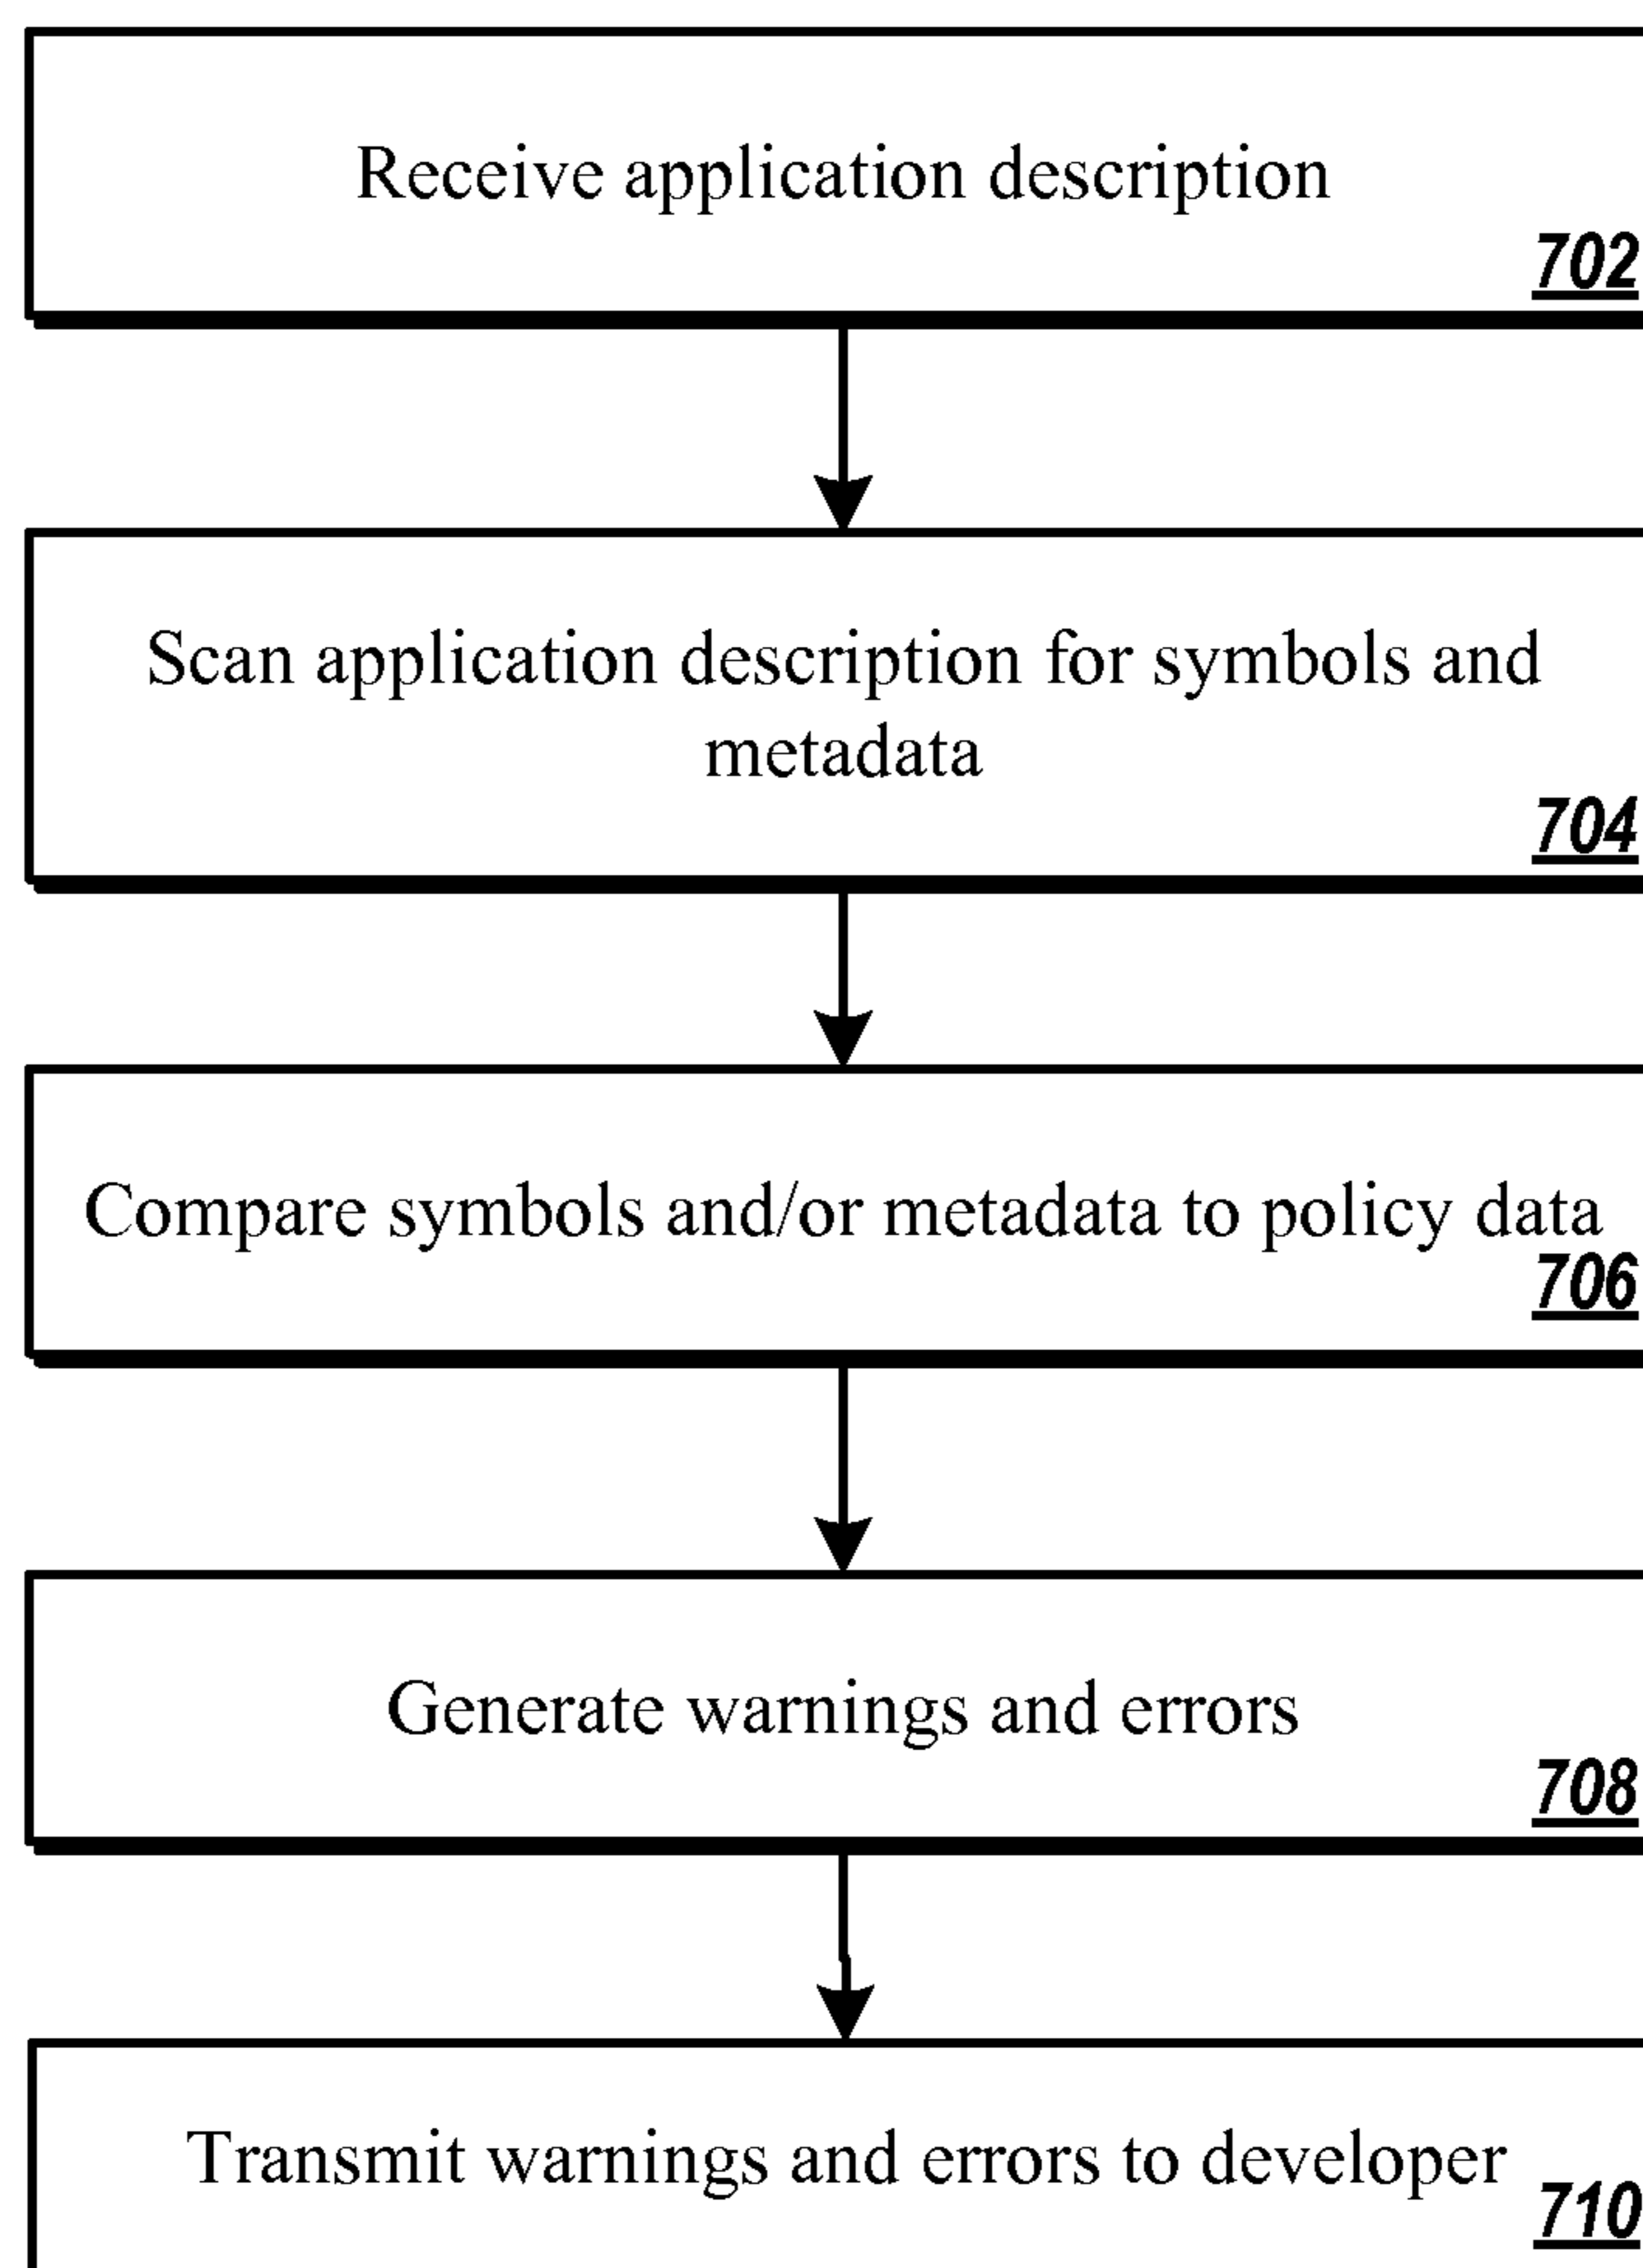 Receive application description
702
Scan application description for symbols and
metadata
704
Compare symbols and/or metadata to policy data
706
Generate warnings and errors
708
Transmit warnings and errors to developer
710